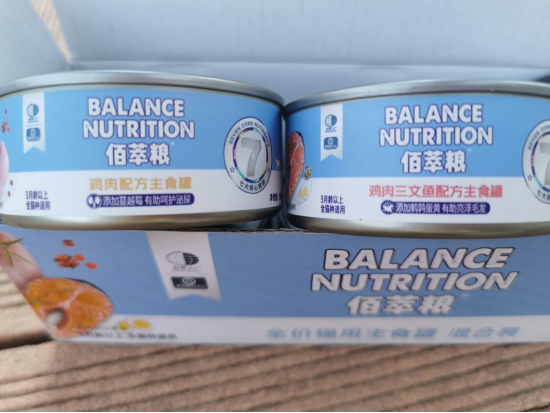 BALANCE
NUTRITION
佰萃粮
鸡肉配方主食罐
3月龄以上
全猫种适用
添加蔓越莓 有助呵护泌尿
7
BALANCE
NUTRITION
佰萃粮
鸡肉三文鱼配方主食罐
3月龄以上
全猫种适用
添加鹌鹑蛋黄 有助亮泽毛发
7
BALANCE
NUTRITION
佰萃粮
全价猫用主食罐 混合装